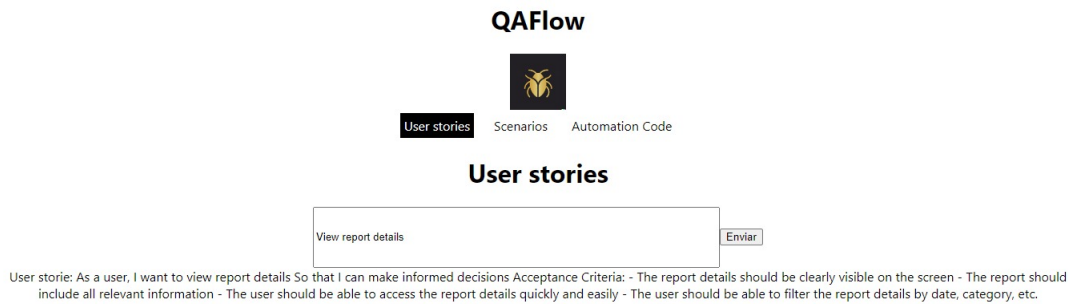 QAFlow
User stories Scenarios Automation Code
User stories
View report details Enviar
User storie: As a user, I want to view report details So that I can make informed decisions Acceptance Criteria: - The report details should be clearly visible on the screen - The report should
include all relevant information - The user should be able to access the report details quickly and easily - The user should be able to filter the report details by date, category, etc.